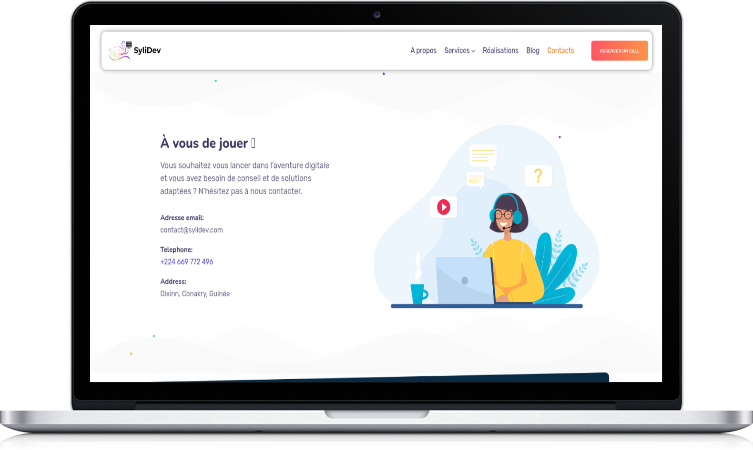 SyliDev
A propos Services Réalisations Blog Contacts RESERVER UN CALL
À vous de jouer
Vous souhaitez vous lancer dans l'aventure digitale
et vous avez besoin de conseil et de solutions
adaptées ? N'hésitez pas à nous contacter.
Adresse email:
contact@sylidev.com
Telephone:
+224 669 772 496
Address:
Dixinn, Conakry, Guinée
?